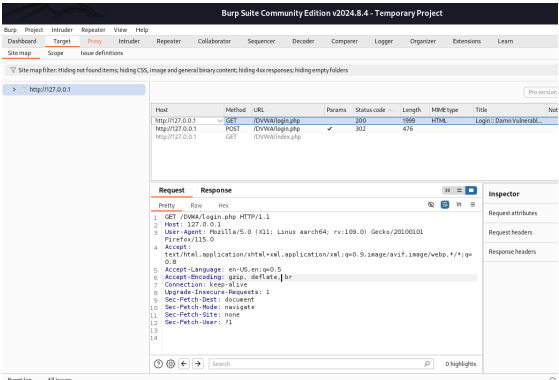 Burp Suite Community Edition v2024.8.4 - Temporary Project
Burp Project Intruder Repeater View Help
Dashboard Target Proxy Intruder Repeater Collaborator Sequencer Decoder Comparer Logger Organizer Extensions Learn
Site map Scope Issue definitions
Site map filter: Hiding not found items; hiding CSS, image and general binary content; hiding 4xx responses; hiding empty folders
http://127.0.0.1
Pro version
Host Method URL Params Status code Length MIME type Title Not
http://127.0.0.1 GET /DVWA/login.php 200 1999 HTML Login :: Damn Vulnerabl...
http://127.0.0.1 POST /DVWA/login.php ✓ 302 476
http://127.0.0.1 GET /DVWA/index.php
Request Response
Pretty Raw Hex
1 GET /DVWA/login.php HTTP/1.1
2 Host: 127.0.0.1
3 User-Agent: Mozilla/5.0 (X11; Linux aarch64; rv:109.0) Gecko/20100101
Firefox/115.0
4 Accept:
text/html,application/xhtml+xml,application/xml;q=0.9,image/avif,image/webp,*/*;q=
0.8
5 Accept-Language: en-US,en;q=0.5
6 Accept-Encoding: gzip, deflate, br
7 Connection: keep-alive
8 Upgrade-Insecure-Requests: 1
9 Sec-Fetch-Dest: document
10 Sec-Fetch-Mode: navigate
11 Sec-Fetch-Site: none
12 Sec-Fetch-User: ?1
13
14
Inspector
Request attributes
Request headers
Response headers
Search
0 highlights
Event log All issues